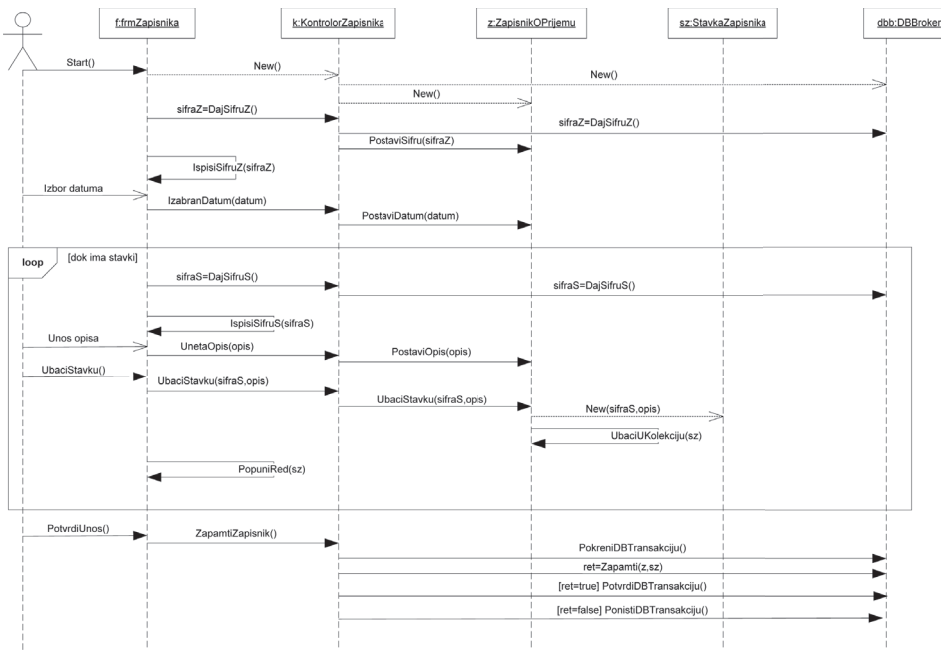 f:frmZapisnika
k:KontrolorZapisnika
z:ZapisnikOPrijemu
sz:StavkaZapisnika
dbb:DBBroker
Start()
New()
New()
New()
sifraZ=DajSifruZ()
sifraZ=DajSifruZ()
PostaviSifru(sifraZ)
IspisiSifruZ(sifraZ)
Izbor datuma
IzabranDatum(datum)
PostaviDatum(datum)
loop
[dok ima stavki]
sifraS=DajSifruS()
sifraS=DajSifruS()
IspisiSifruS(sifraS)
Unos opisa
UnetaOpis(opis)
PostaviOpis(opis)
UbaciStavku()
UbaciStavku(sifraS,opis)
UbaciStavku(sifraS,opis)
New(sifraS,opis)
UbaciUKolekciju(sz)
PopuniRed(sz)
PotvrdiUnos()
ZapamtiZapisnik()
PokreniDBTransakciju()
ret=Zapamti(z,sz)
[ret=true] PotvrdiDBTransakciju()
[ret=false] PonistiDBTransakciju()